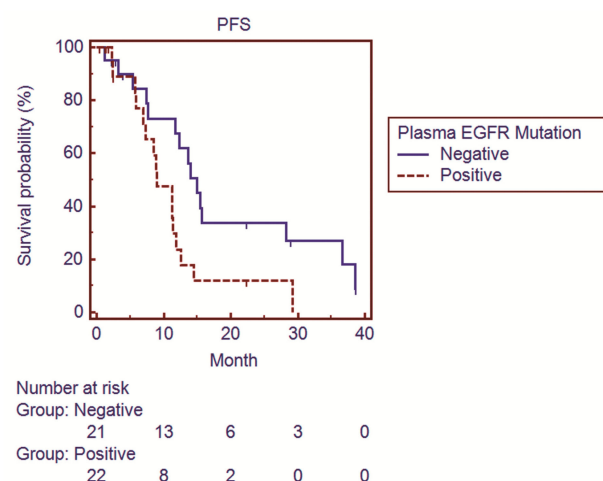 PFS
Survival probability (%)
100
80
60
40
20
0
0 10 20 30 40
Month
Plasma EGFR Mutation
Negative
Positive
Number at risk
Group: Negative
21 13 6 3 0
Group: Positive
22 8 2 0 0